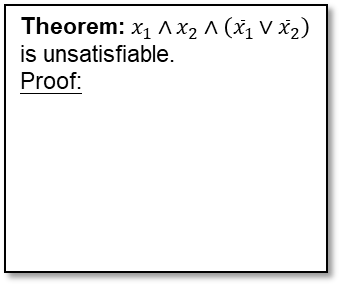 Theorem: x₁ ∧ x₂ ∧ (x̄₁ ∨ x̄₂)
is unsatisfiable.
Proof: